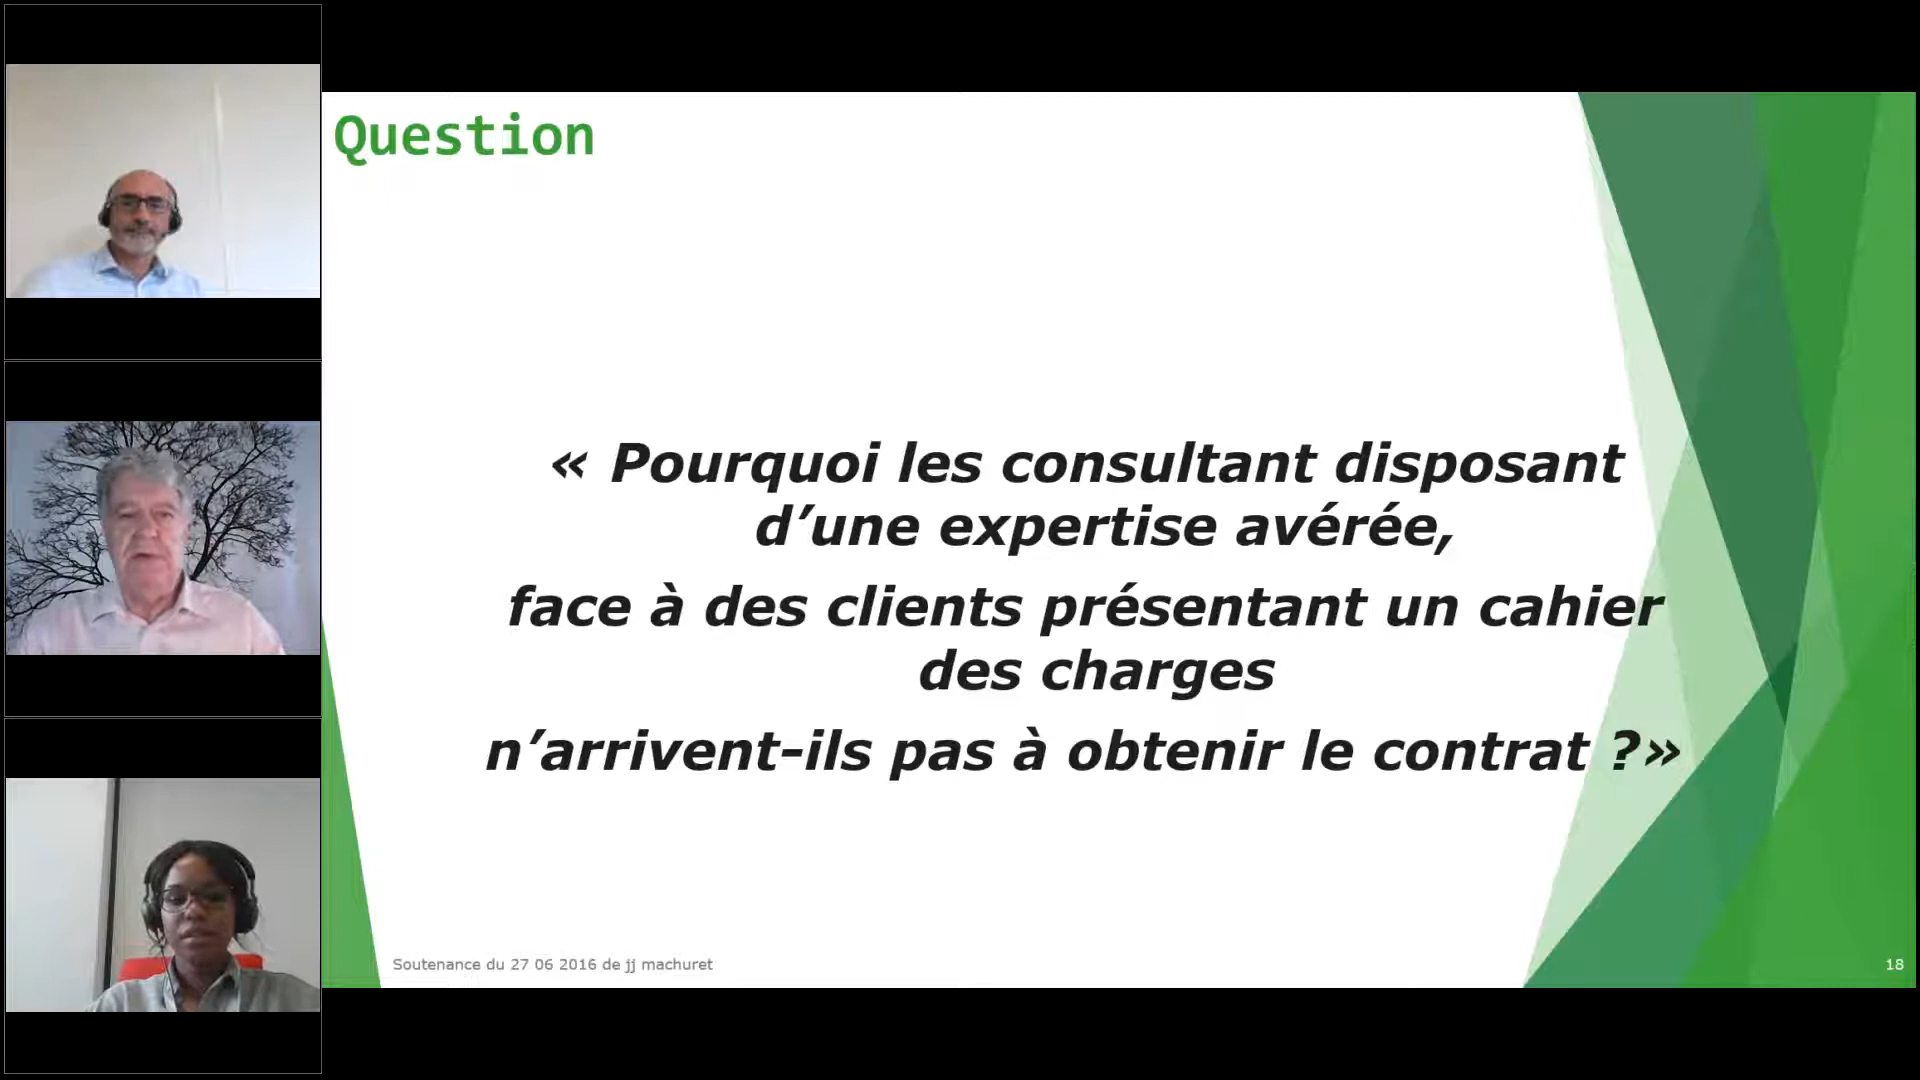 Question
« Pourquoi les consultant disposant
d’une expertise avérée,
face à des clients présentant un cahier
des charges
n’arrivent-ils pas à obtenir le contrat ?»
Soutenance du 27 06 2016 de jj machuret
18